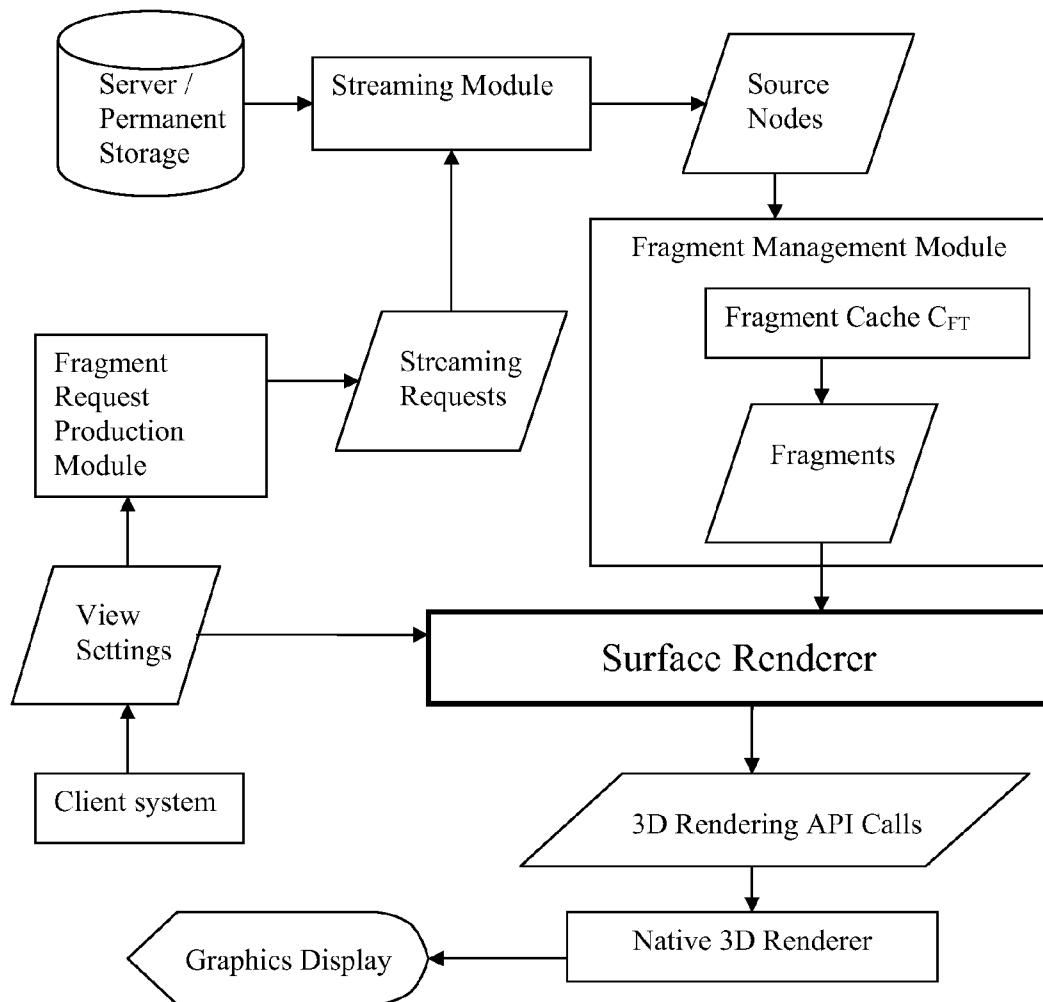 Server /
Permanent
Storage
Streaming Module
Source
Nodes
Fragment Management Module
Fragment Cache C_FT
Fragments
Fragment
Request
Production
Module
Streaming
Requests
View
Settings
Surface Renderer
Client system
3D Rendering API Calls
Native 3D Renderer
Graphics Display